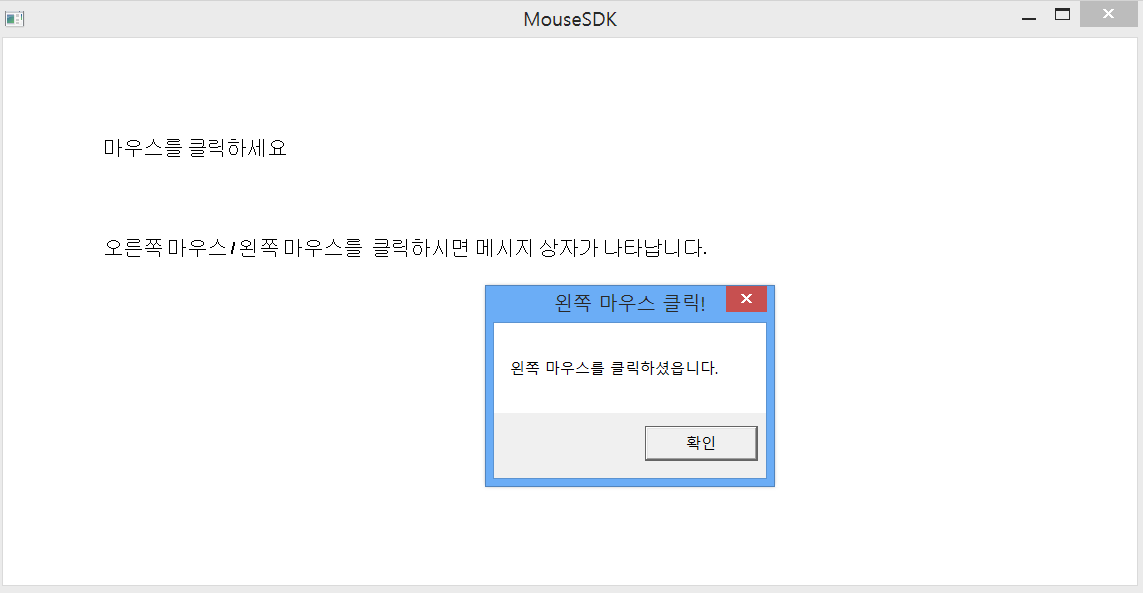 MouseSDK
마우스를 클릭하세요
오른쪽 마우스 / 왼쪽 마우스를 클릭하시면 메시지 상자가 나타납니다.
왼쪽 마우스 클릭!
왼쪽 마우스를 클릭하셨읍니다.
확인